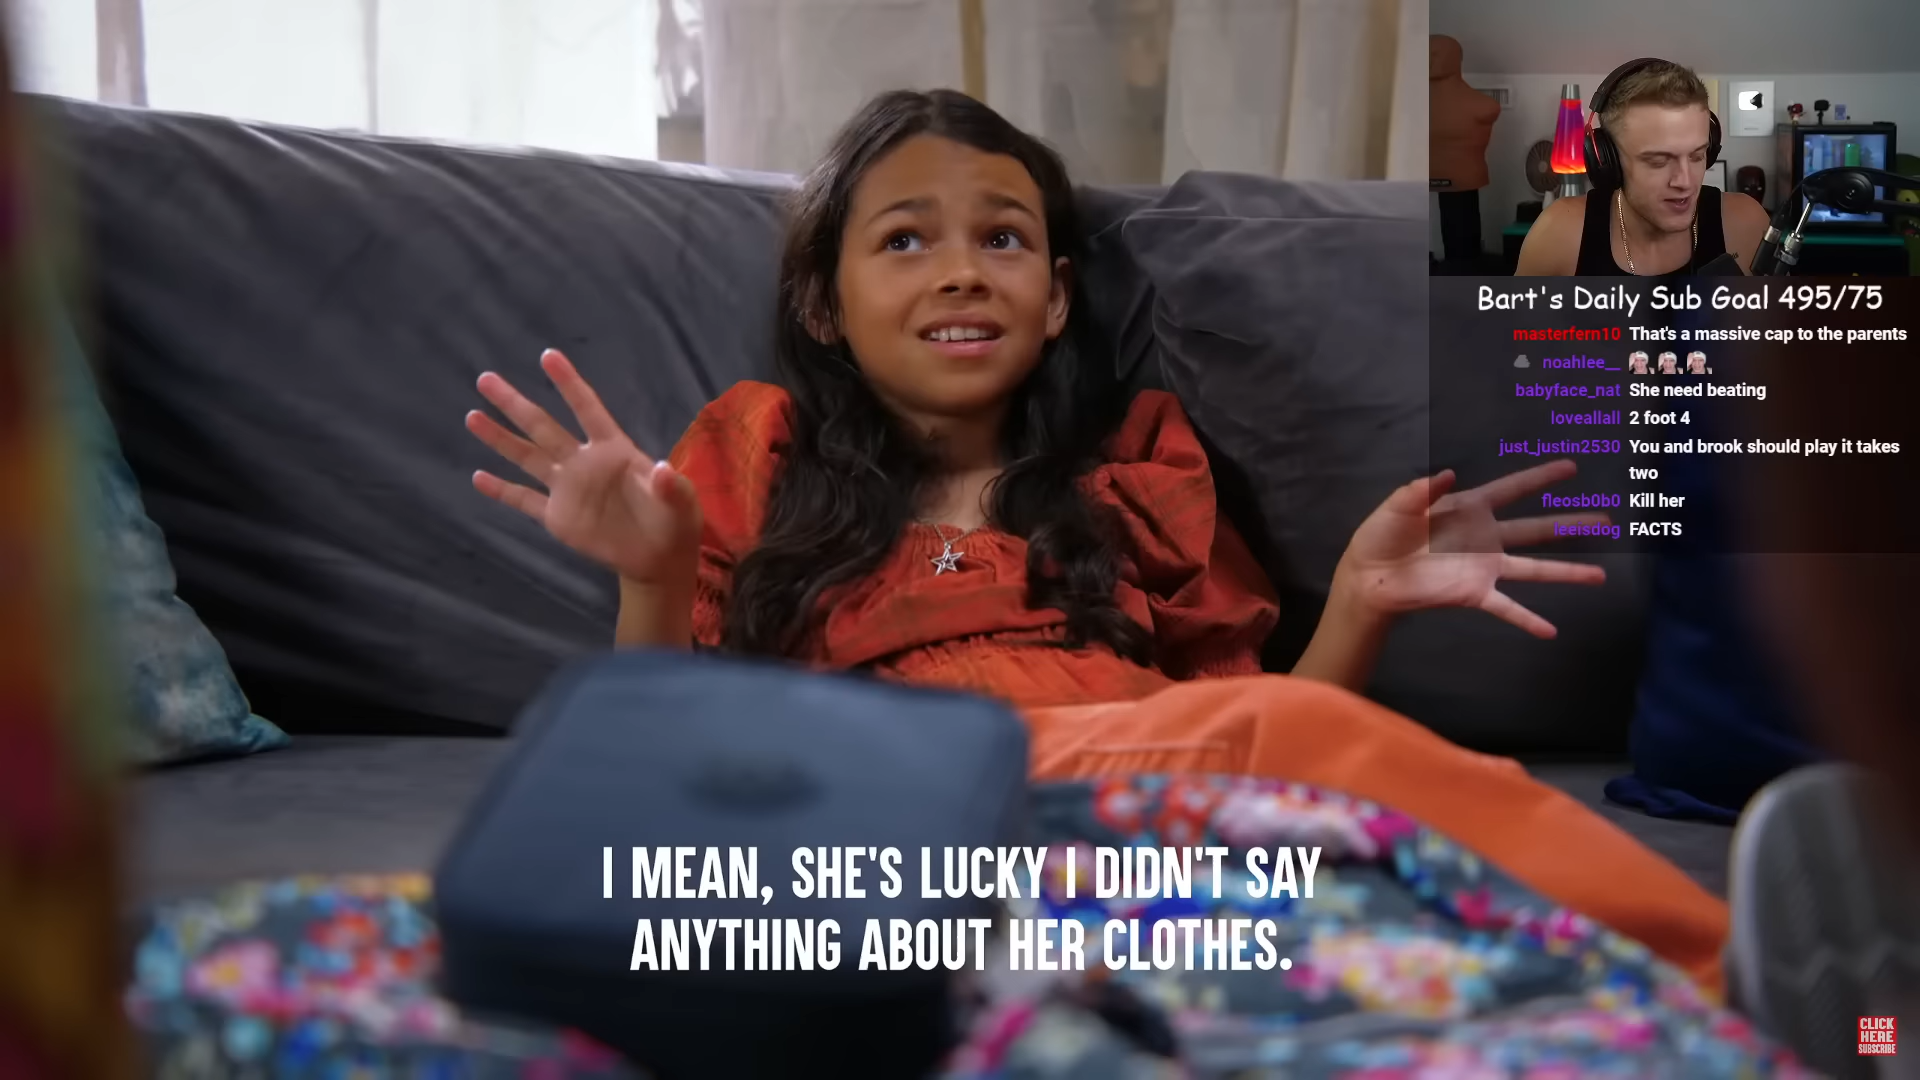 Bart's Daily Sub Goal 495/75
masterfern10 That's a massive cap to the parents
noahlee__
babyface_nat She need beating
loveallall 2 foot 4
just_justin2530 You and brook should play it takes
two
fleosb0b0 Kill her
leeisdog FACTS
I MEAN, SHE'S LUCKY I DIDN'T SAY
ANYTHING ABOUT HER CLOTHES.
CLICK
HERE
SUBSCRIBE